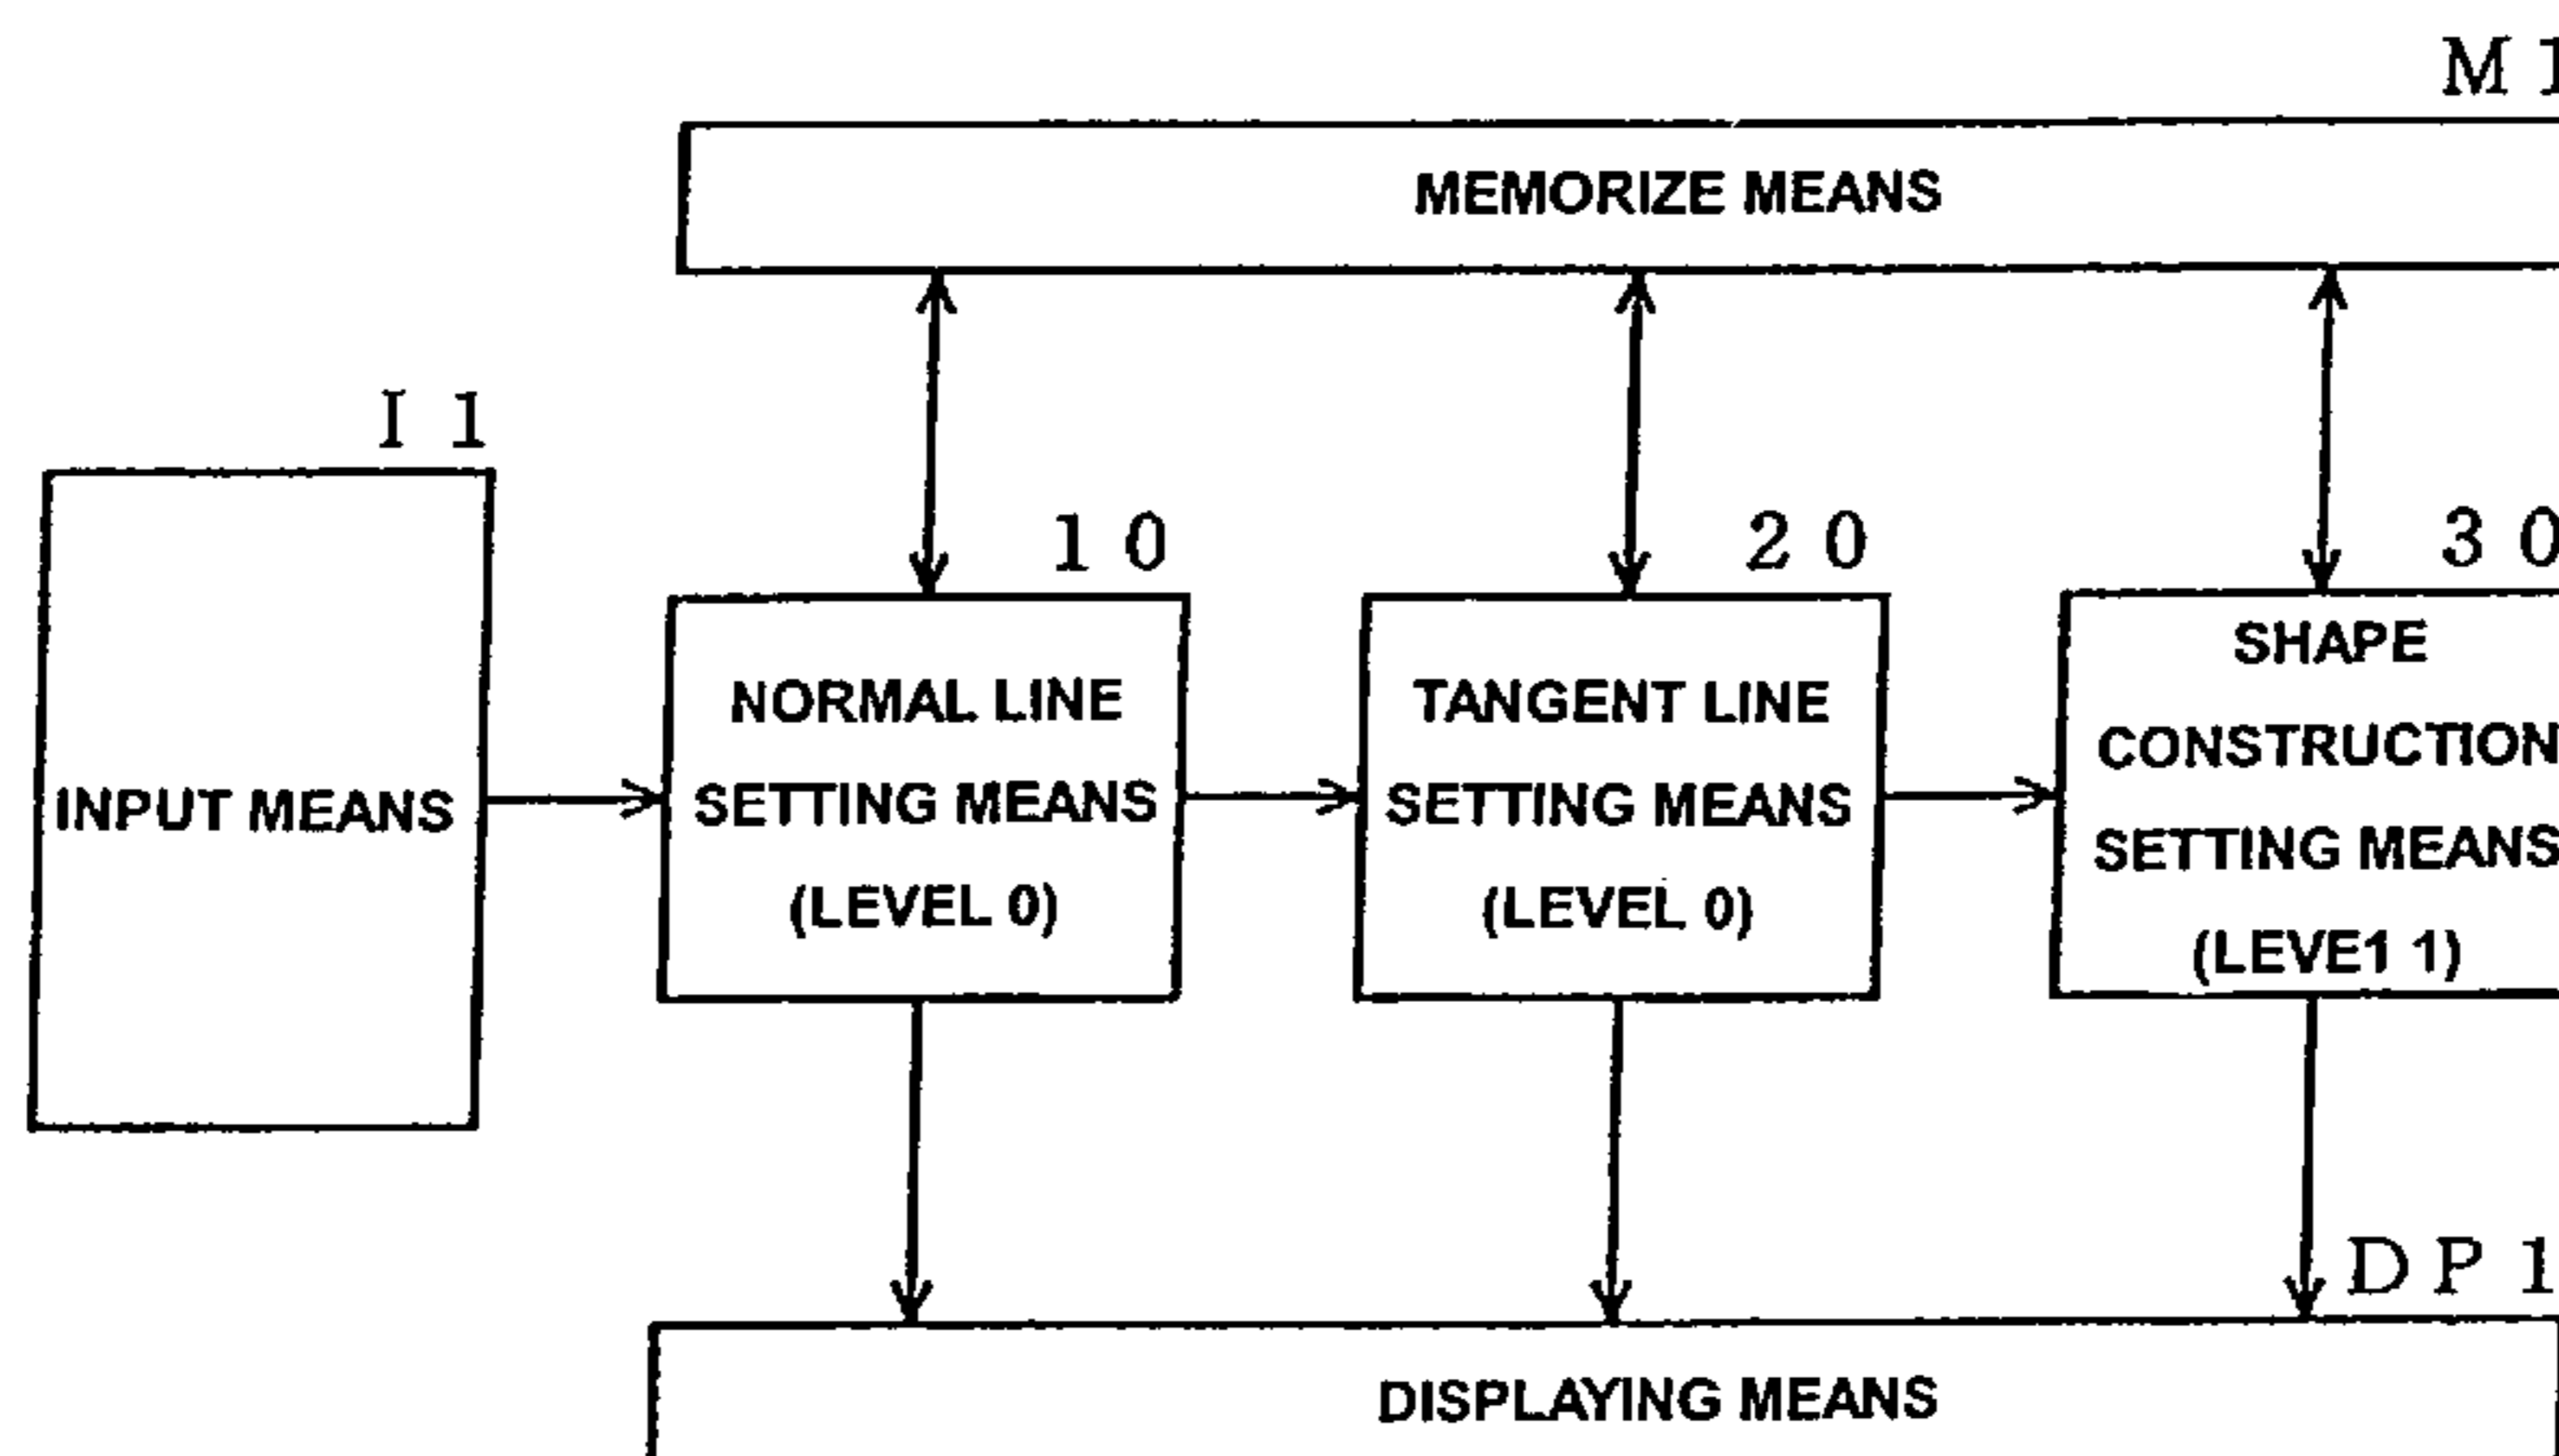 M 1
MEMORIZE MEANS
I 1
INPUT MEANS
1 0
NORMAL LINE
SETTING MEANS
(LEVEL 0)
2 0
TANGENT LINE
SETTING MEANS
(LEVEL 0)
3 0
SHAPE
CONSTRUCTION
SETTING MEANS
(LEVE1 1)
D P 1
DISPLAYING MEANS